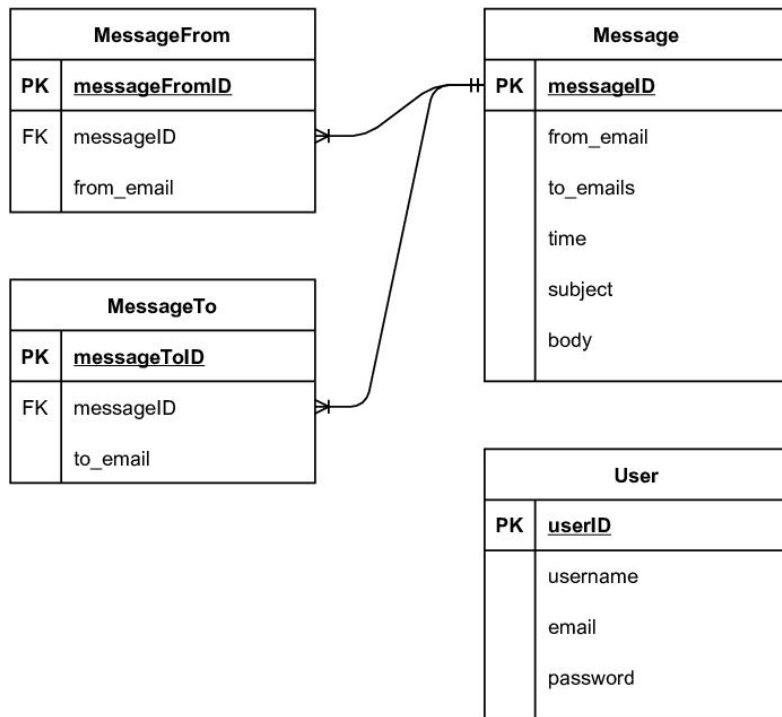 MessageFrom
PK messageFromID
FK messageID
from_email
MessageTo
PK messageToID
FK messageID
to_email
Message
PK messageID
from_email
to_emails
time
subject
body
User
PK userID
username
email
password